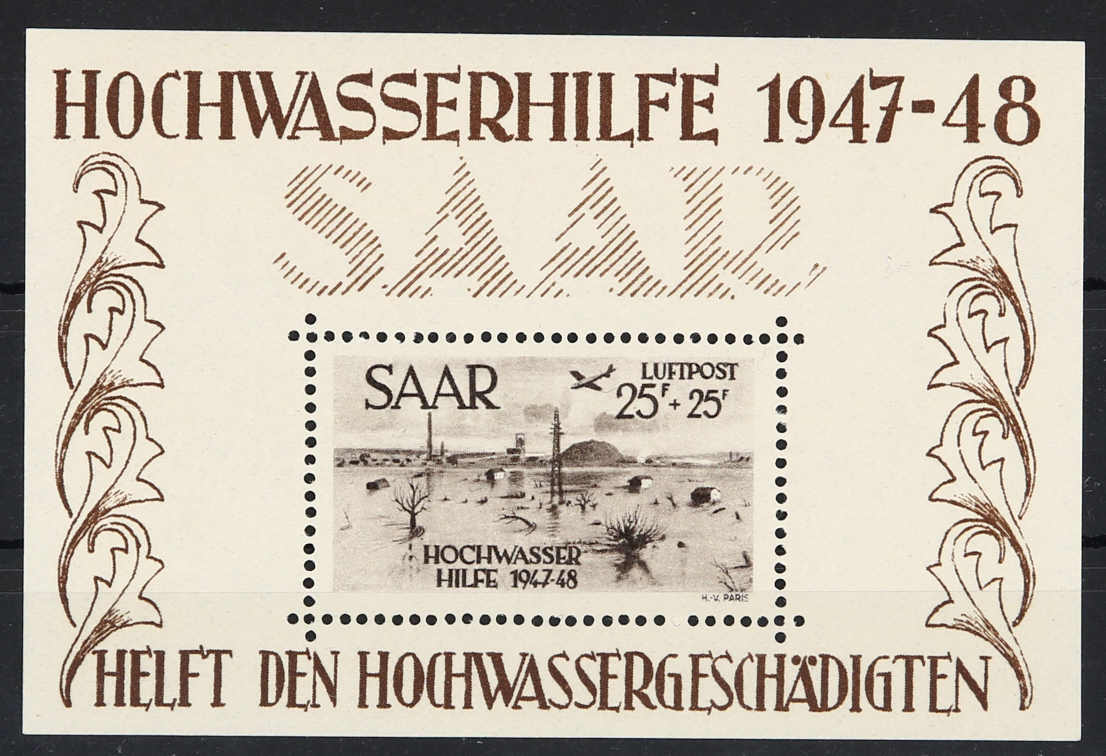 HOCHWASSERHILFE 1947-48
SAAR
SAAR
LUFTPOST
25F + 25F
HOCHWASSER
HILFE 1947-48
H.-V. PARIS
HELFT DEN HOCHWASSERGESCHÄDIGTEN